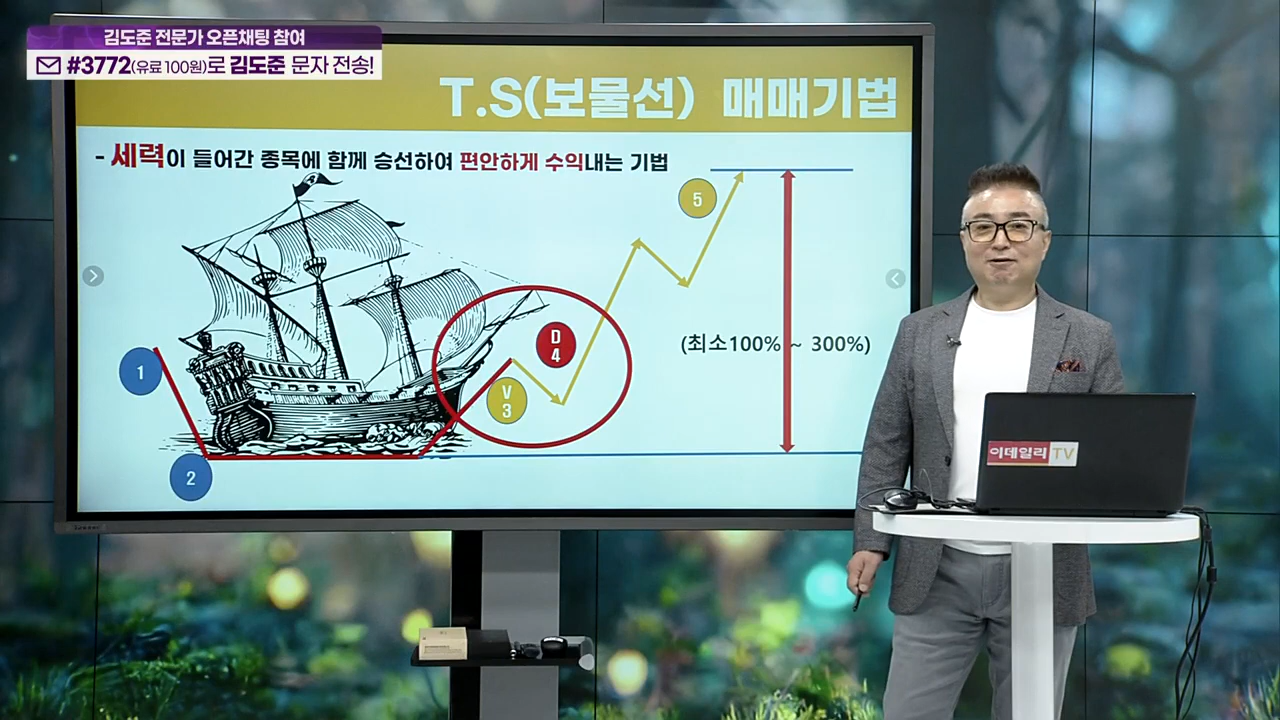 김도준 전문가 오픈채팅 참여
#3772(유료 100원)로 김도준 문자 전송!
T.S(보물선) 매매기법
- 세력이 들어간 종목에 함께 승선하여 편안하게 수익내는 기법
5
D
4
(최소100% ~ 300%)
1
V
3
2
이데일리TV